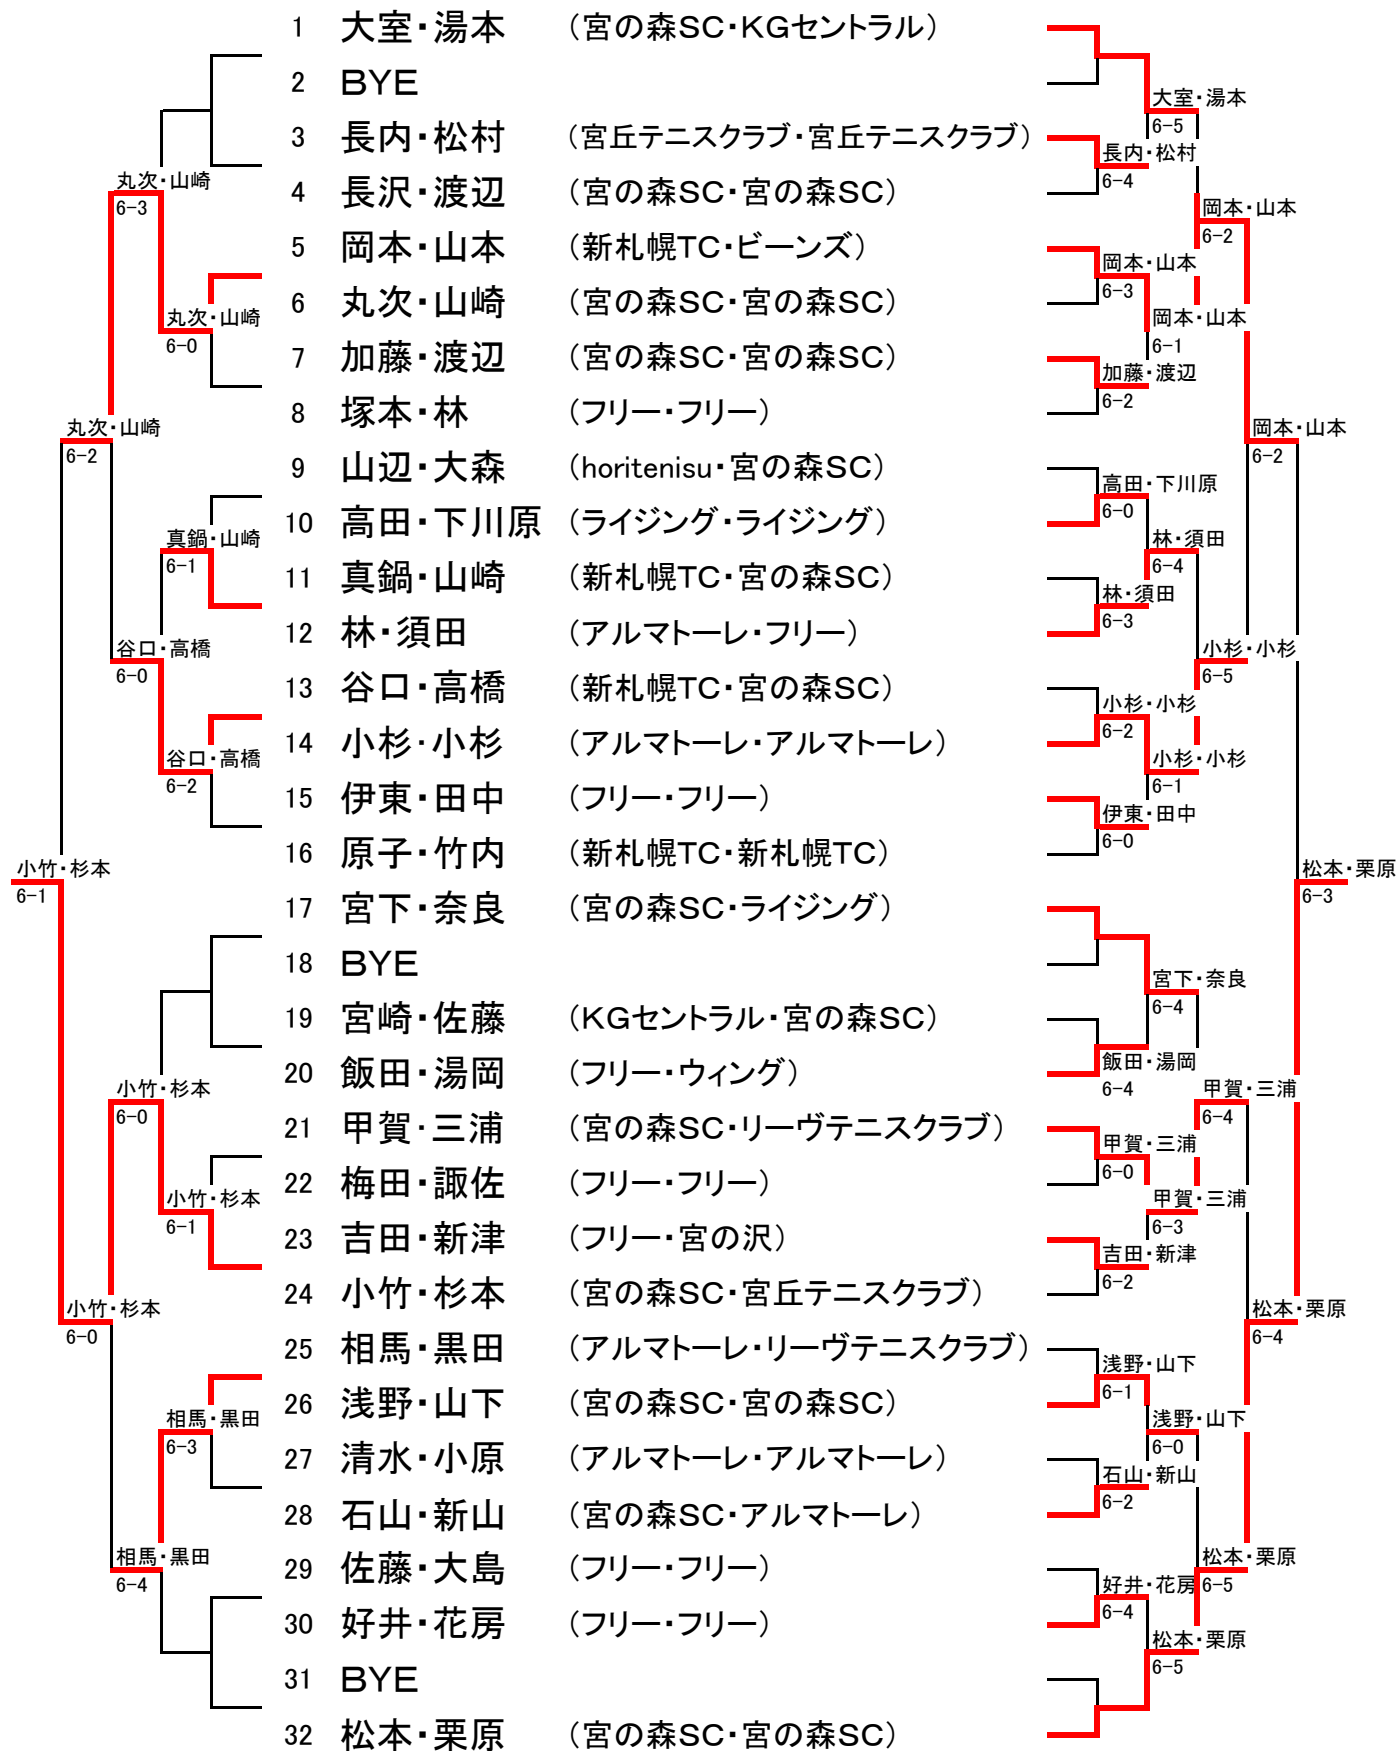 1 大室・湯本 （宮の森SC・KGセントラル）
2 BYE
3 長内・松村 （宮丘テニスクラブ・宮丘テニスクラブ）
4 長沢・渡辺 （宮の森SC・宮の森SC）
5 岡本・山本 （新札幌TC・ビーンズ）
6 丸次・山崎 （宮の森SC・宮の森SC）
7 加藤・渡辺 （宮の森SC・宮の森SC）
8 塚本・林 （フリー・フリー）
9 山辺・大森 （horitenisu・宮の森SC）
10 高田・下川原 （ライジング・ライジング）
11 真鍋・山崎 （新札幌TC・宮の森SC）
12 林・須田 （アルマトーレ・フリー）
13 谷口・高橋 （新札幌TC・宮の森SC）
14 小杉・小杉 （アルマトーレ・アルマトーレ）
15 伊東・田中 （フリー・フリー）
16 原子・竹内 （新札幌TC・新札幌TC）
17 宮下・奈良 （宮の森SC・ライジング）
18 BYE
19 宮崎・佐藤 （KGセントラル・宮の森SC）
20 飯田・湯岡 （フリー・ウィング）
21 甲賀・三浦 （宮の森SC・リーヴテニスクラブ）
22 梅田・諏佐 （フリー・フリー）
23 吉田・新津 （フリー・宮の沢）
24 小竹・杉本 （宮の森SC・宮丘テニスクラブ）
25 相馬・黒田 （アルマトーレ・リーヴテニスクラブ）
26 浅野・山下 （宮の森SC・宮の森SC）
27 清水・小原 （アルマトーレ・アルマトーレ）
28 石山・新山 （宮の森SC・アルマトーレ）
29 佐藤・大島 （フリー・フリー）
30 好井・花房 （フリー・フリー）
31 BYE
32 松本・栗原 （宮の森SC・宮の森SC）
丸次・山崎
6-3
丸次・山崎
6-0
丸次・山崎
6-2
真鍋・山崎
6-1
谷口・高橋
6-0
谷口・高橋
6-2
小竹・杉本
6-1
小竹・杉本
6-0
小竹・杉本
6-1
小竹・杉本
6-0
相馬・黒田
6-3
相馬・黒田
6-4
大室・湯本
6-5
長内・松村
6-4
岡本・山本
6-2
岡本・山本
6-3
岡本・山本
6-1
加藤・渡辺
6-2
岡本・山本
6-2
高田・下川原
6-0
林・須田
6-4
林・須田
6-3
小杉・小杉
6-5
小杉・小杉
6-2
小杉・小杉
6-1
伊東・田中
6-0
松本・栗原
6-3
宮下・奈良
6-4
飯田・湯岡
6-4
甲賀・三浦
6-4
甲賀・三浦
6-0
甲賀・三浦
6-3
吉田・新津
6-2
松本・栗原
6-4
浅野・山下
6-1
浅野・山下
6-0
石山・新山
6-2
松本・栗原
6-5
好井・花房
6-4
松本・栗原
6-5